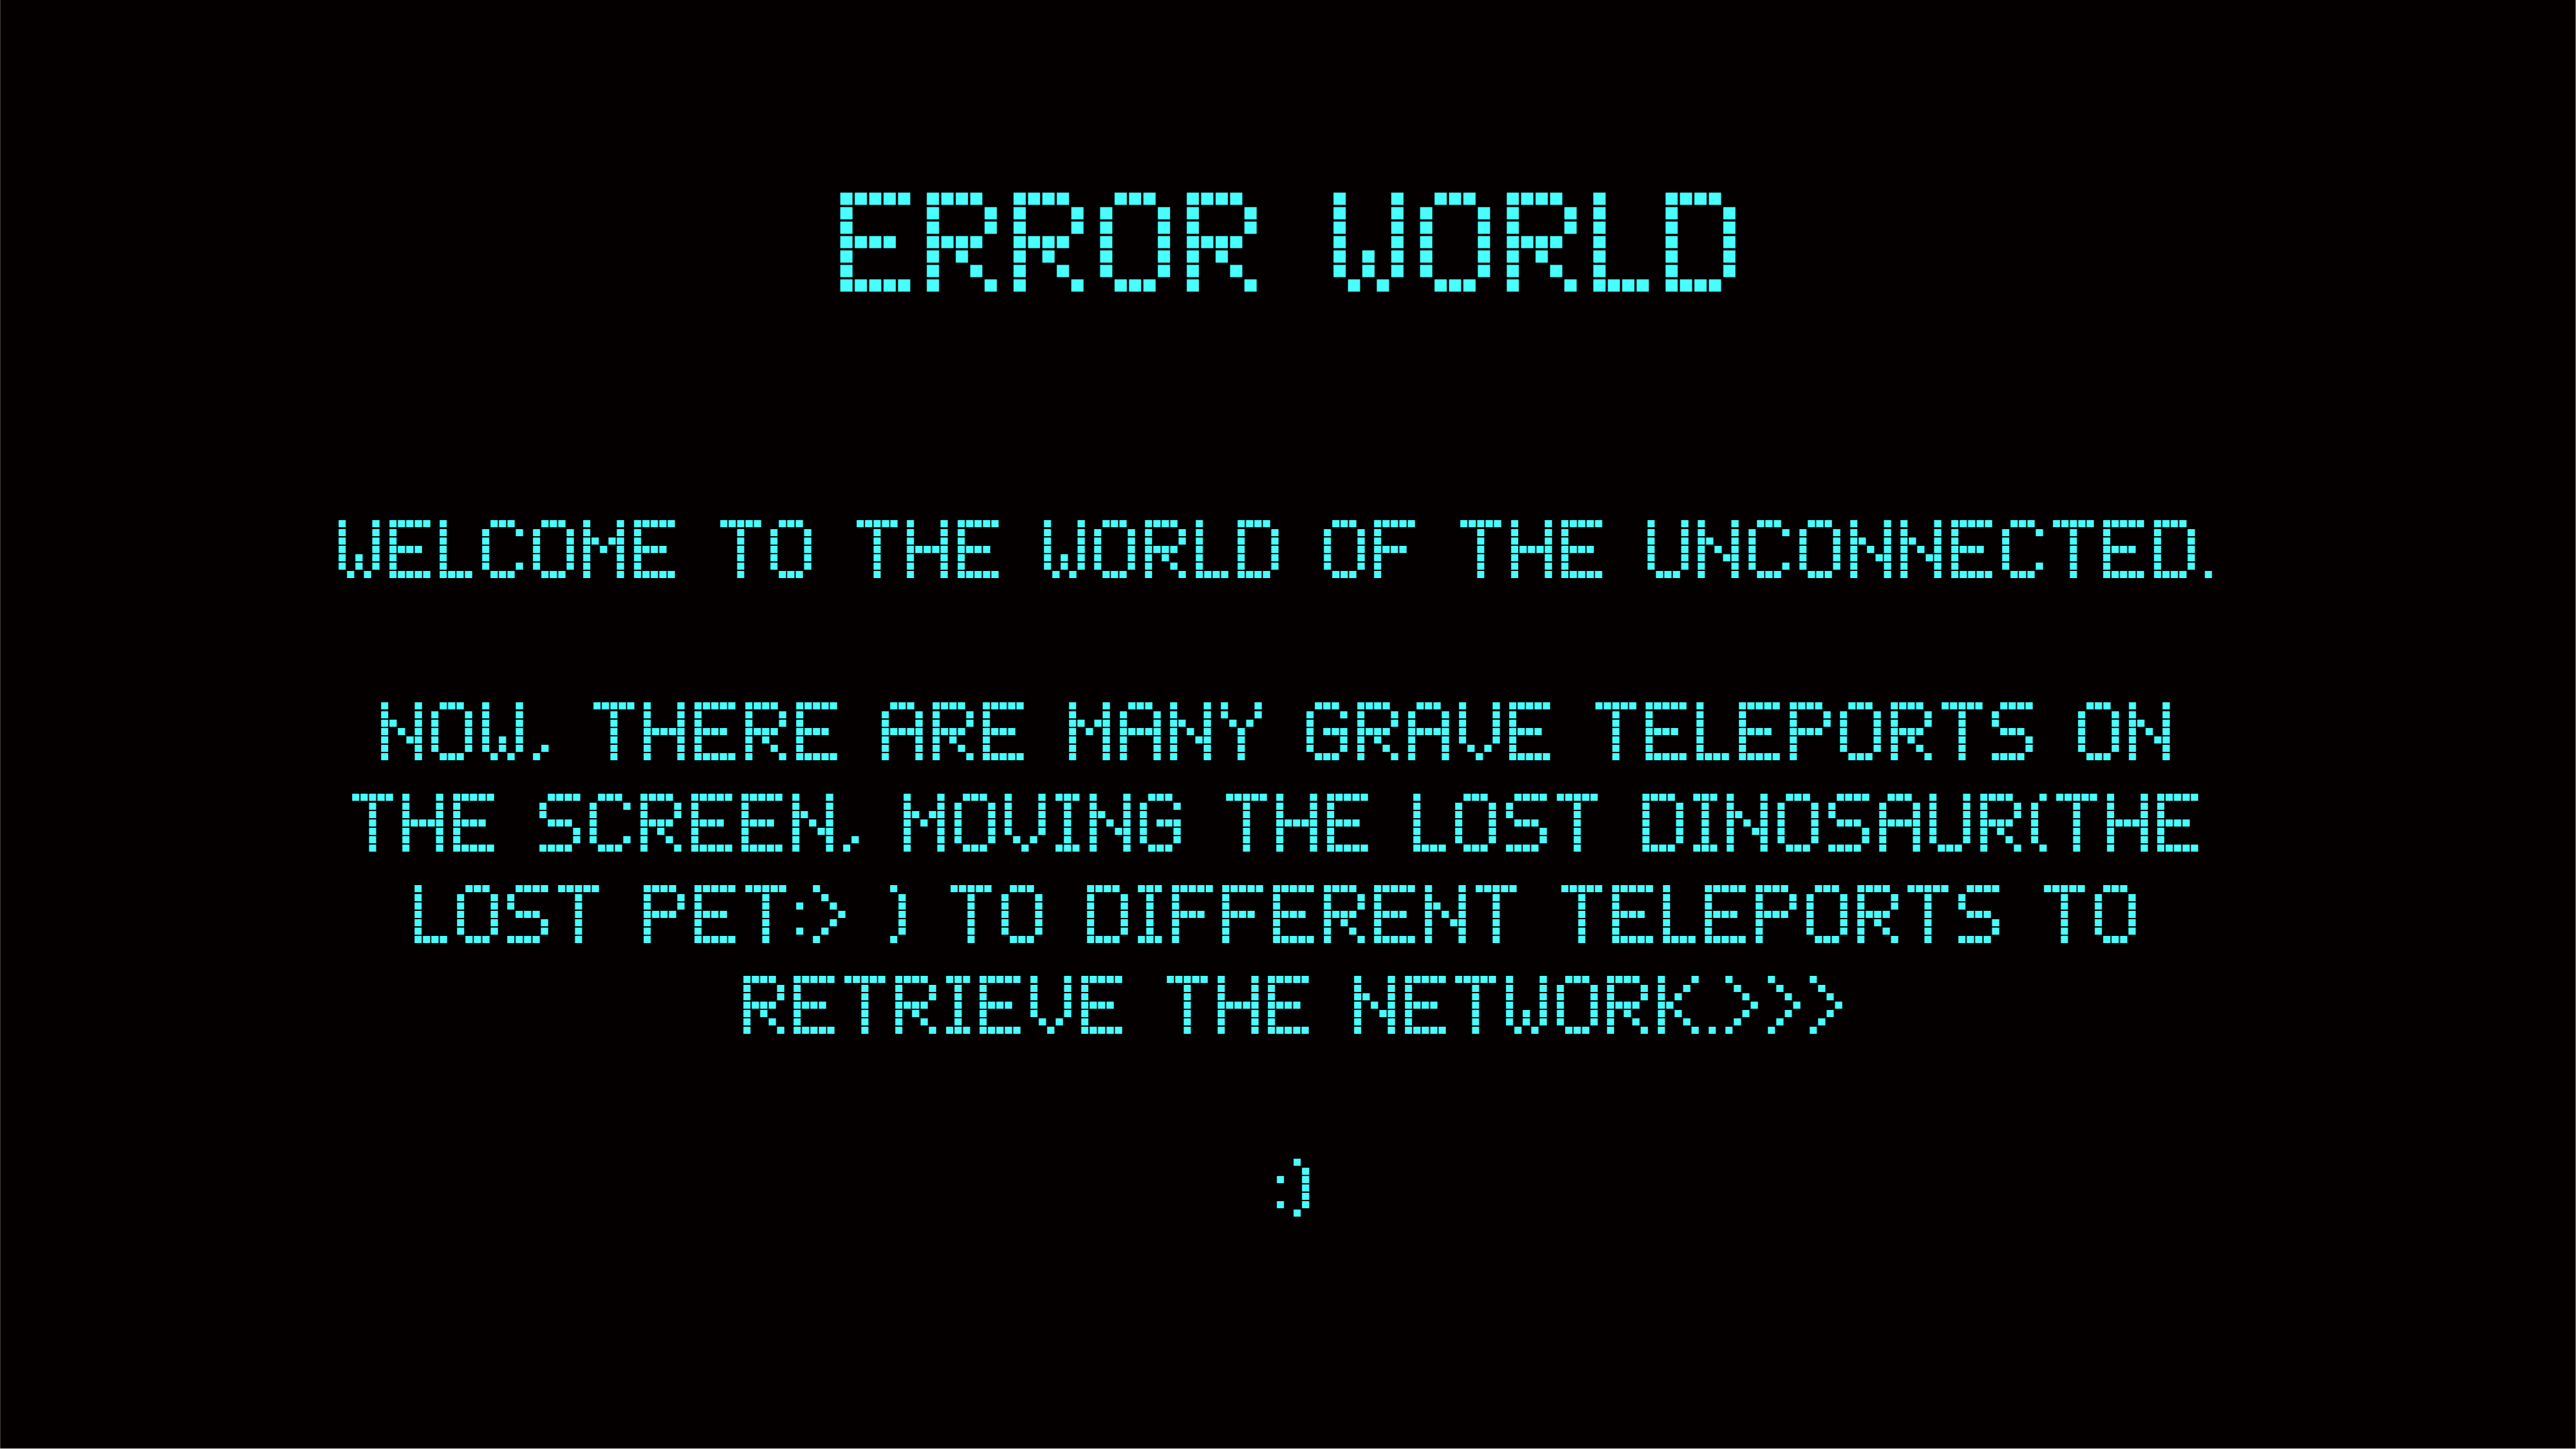 ERROR WORLD
WELCOME TO THE WORLD OF THE UNCONNECTED.
NOW, THERE ARE MANY GRAVE TELEPORTS ON
THE SCREEN, MOVING THE LOST DINOSAUR(THE
LOST PET:> ) TO DIFFERENT TELEPORTS TO
RETRIEVE THE NETWORK.>>>
:)